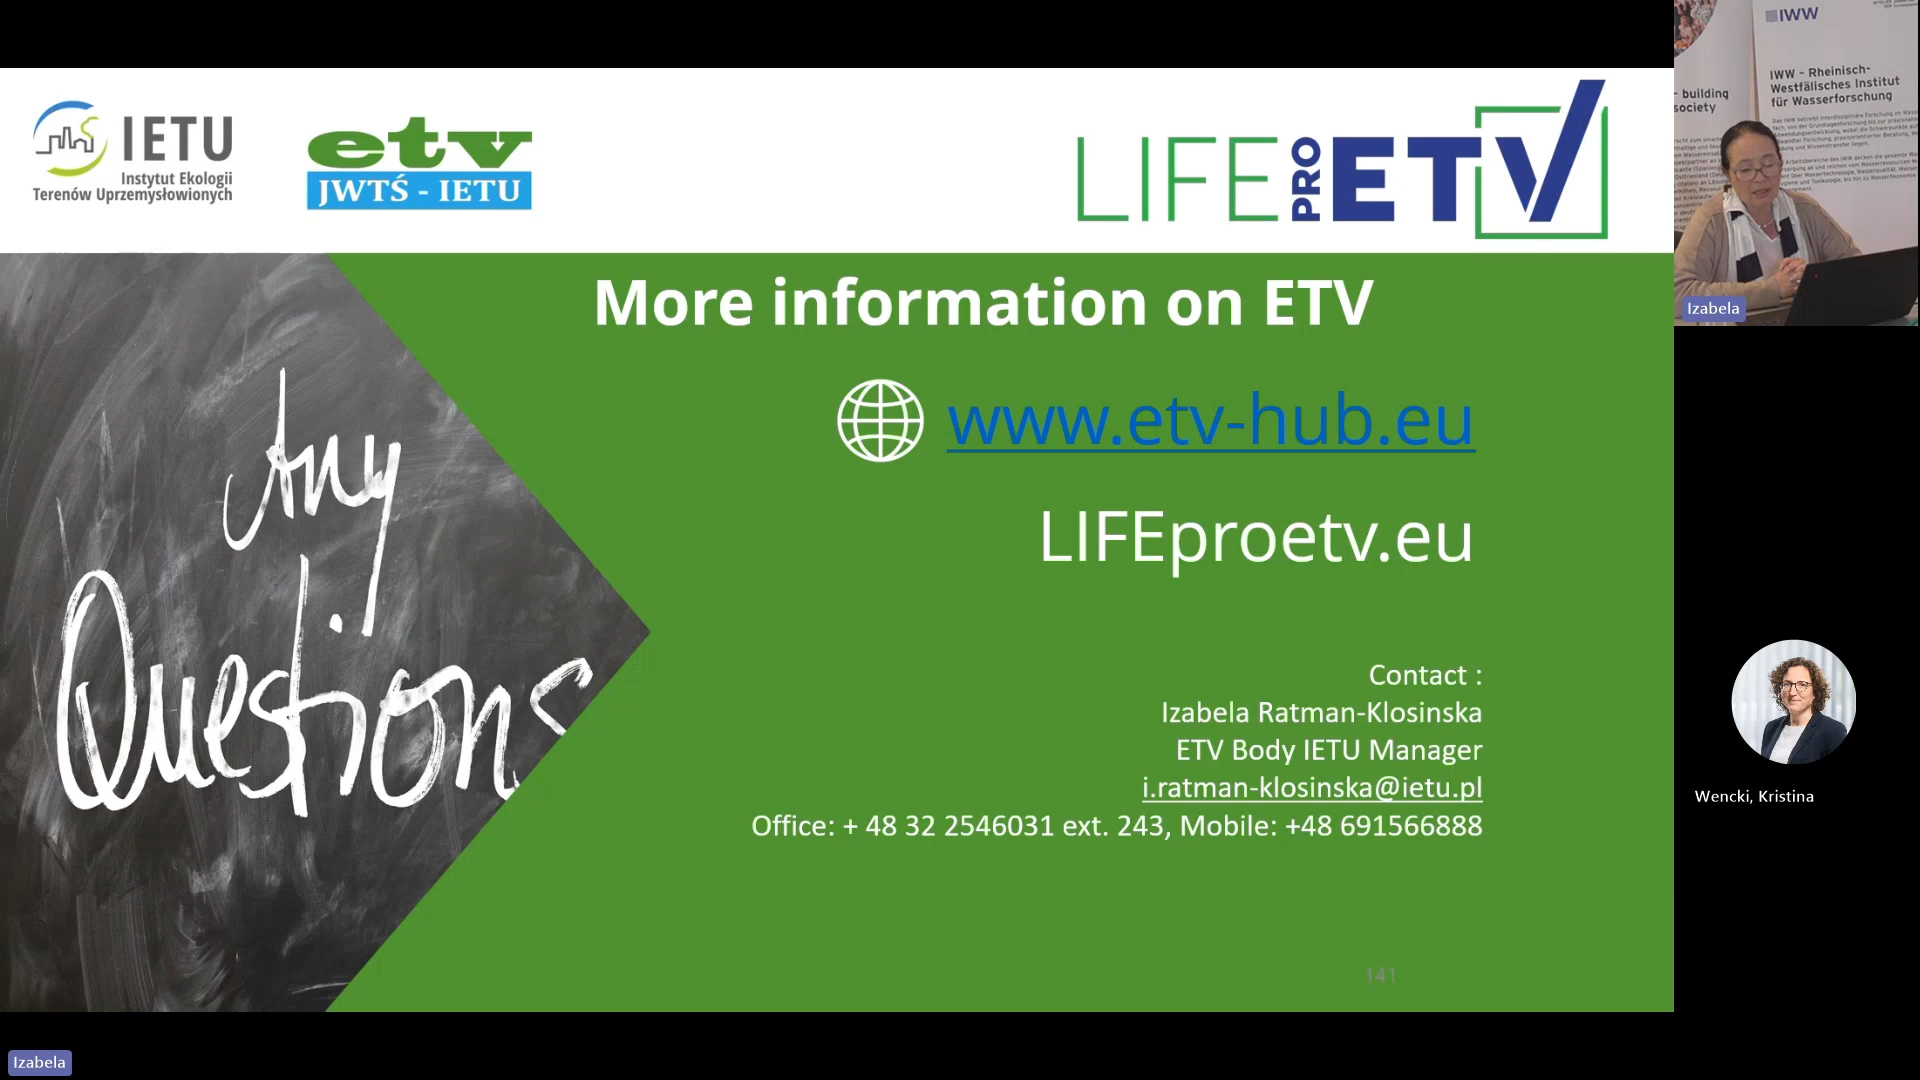 IETU
Instytut Ekologii
Terenów Uprzemysłowionych
etv
JWTŚ - IETU
LIFE PRO ETV
More information on ETV
www.etv-hub.eu
LIFEproetv.eu
Any
Questions
Contact :
Izabela Ratman-Klosinska
ETV Body IETU Manager
i.ratman-klosinska@ietu.pl
Office: + 48 32 2546031 ext. 243, Mobile: +48 691566888
141
IWW
building
society
IWW - Rheinisch-
Westfälisches Institut
für Wasserforschung
Izabela
Wencki, Kristina
Izabela